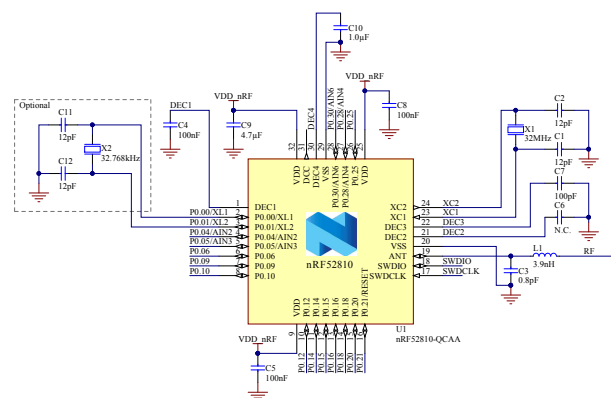 C10
1.0µF
VDD_nRF
Optional
DEC1
VDD_nRF
DEC4
P0.30/AIN6
P0.28/AIN4
P0.25
C8
100nF
C2
12pF
C11
12pF
C4
100nF
C9
4.7µF
X1
32MHz
X2
32.768kHz
C1
12pF
C12
12pF
32
31
30
29
28
27
26
25
VDD
DCC
DEC4
VSS
P0.30/AIN6
P0.28/AIN4
P0.25
VDD
C7
100pF
C6
N.C.
1
DEC1
XC2
24
XC2
P0.00/XL1
2
P0.00/XL1
XC1
23
XC1
P0.01/XL2
3
P0.01/XL2
DEC3
22
DEC3
P0.04/AIN2
4
P0.04/AIN2
DEC2
21
DEC2
P0.05/AIN3
5
P0.05/AIN3
VSS
20
P0.06
6
P0.06
ANT
19
L1
3.9nH
RF
P0.09
P0.09
SWDIO
SWDIO
P0.10
8
P0.10
SWDCLK
17
SWDCLK
nRF52810
C3
0.8pF
VDD
P0.12
P0.14
P0.15
P0.16
P0.18
P0.20
P0.21/RESET
U1
nRF52810-QCAA
9
10
VDD_nRF
P0.12
P0.14
P0.15
P0.16
P0.18
P0.20
P0.21
C5
100nF